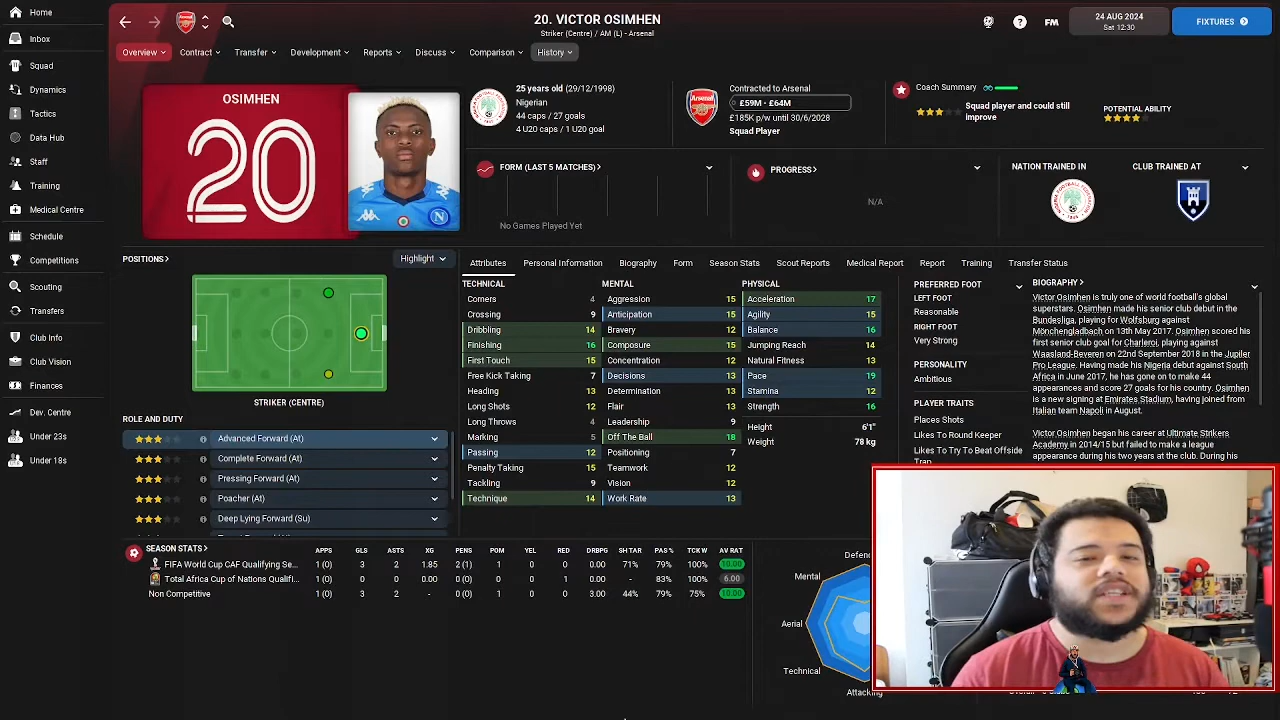 Home
Inbox
Squad
Dynamics
Tactics
Data Hub
Staff
Training
Medical Centre
Schedule
Competitions
Scouting
Transfers
Club Info
Club Vision
Finances
Dev. Centre
Under 23s
Under 18s
20. VICTOR OSIMHEN
Striker (Centre) / AM (L) - Arsenal
FM
24 AUG 2024
Sat 12:30
FIXTURES
Overview Contract Transfer Development Reports Discuss Comparison History
OSIMHEN
20
25 years old (29/12/1998)
Nigerian
44 caps / 27 goals
4 U20 caps / 1 U20 goal
Arsenal
Contracted to Arsenal
£59M - £64M
£185K p/w until 30/6/2028
Squad Player
Coach Summary
Squad player and could still
improve
POTENTIAL ABILITY
FORM (LAST 5 MATCHES)
No Games Played Yet
PROGRESS
N/A
NATION TRAINED IN
CLUB TRAINED AT
POSITIONS
Highlight
STRIKER (CENTRE)
ROLE AND DUTY
Advanced Forward (At)
Complete Forward (At)
Pressing Forward (At)
Poacher (At)
Deep Lying Forward (Su)
Attributes Personal Information Biography Form Season Stats Scout Reports Medical Report Report Training Transfer Status
TECHNICAL
Corners 4
Crossing 9
Dribbling 14
Finishing 16
First Touch 15
Free Kick Taking 7
Heading 13
Long Shots 12
Long Throws 4
Marking 5
Passing 12
Penalty Taking 15
Tackling 9
Technique 14
MENTAL
Aggression 15
Anticipation 15
Bravery 12
Composure 15
Concentration 12
Decisions 13
Determination 13
Flair 13
Leadership 9
Off The Ball 18
Positioning 7
Teamwork 12
Vision 12
Work Rate 13
PHYSICAL
Acceleration 17
Agility 15
Balance 16
Jumping Reach 14
Natural Fitness 13
Pace 19
Stamina 12
Strength 16
Height 6'1"
Weight 78 kg
PREFERRED FOOT
LEFT FOOT
Reasonable
RIGHT FOOT
Very Strong
PERSONALITY
Ambitious
PLAYER TRAITS
Places Shots
Likes To Round Keeper
Likes To Try To Beat Offside
Trap
BIOGRAPHY
Victor Osimhen is truly one of world football's global
superstars. Osimhen made his senior club debut in the
Bundesliga, playing for Wolfsburg against
Mönchengladbach on 13th May 2017. Osimhen scored his
first senior club goal for Charleroi, playing against
Waasland-Beveren on 22nd September 2018 in the Jupiler
Pro League. Having made his Nigeria debut against South
Africa in June 2017, he has gone on to make 44
appearances and score 27 goals for his country. Osimhen
is a new signing at Emirates Stadium, having joined from
Italian team Napoli in August.
Victor Osimhen began his career at Ultimate Strikers
Academy in 2014/15 but failed to make a league
appearance during his two years at the club. During his
SEASON STATS APPS GLS ASTS XG PENS POM YEL RED DRBPG SH TAR PAS % TCK W AV RAT
FIFA World Cup CAF Qualifying Se... 1(0) 3 2 1.85 2 (1) 1 0 0 0.00 71% 79% 100% 10.00
Total Africa Cup of Nations Qualifi... 1(0) 0 0 0.00 0 (0) 0 0 1 0.00 - 83% 100% 6.00
Non Competitive 1(0) 3 2 - 0 (0) 1 0 0 3.00 44% 79% 75% 10.00
Mental
Aerial
Technical
Attacking